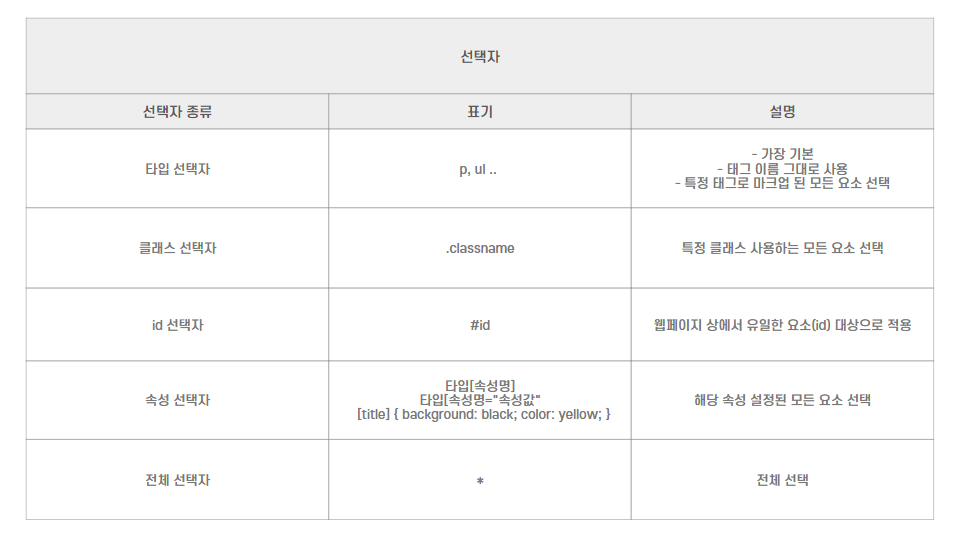 선택자
선택자 종류
표기
설명
타입 선택자
p, ul ..
- 가장 기본
- 태그 이름 그대로 사용
- 특정 태그로 마크업 된 모든 요소 선택
클래스 선택자
.classname
특정 클래스 사용하는 모든 요소 선택
id 선택자
#id
웹페이지 상에서 유일한 요소(id) 대상으로 적용
속성 선택자
타입[속성명]
타입[속성명="속성값"
[title] { background: black; color: yellow; }
해당 속성 설정된 모든 요소 선택
전체 선택자
*
전체 선택